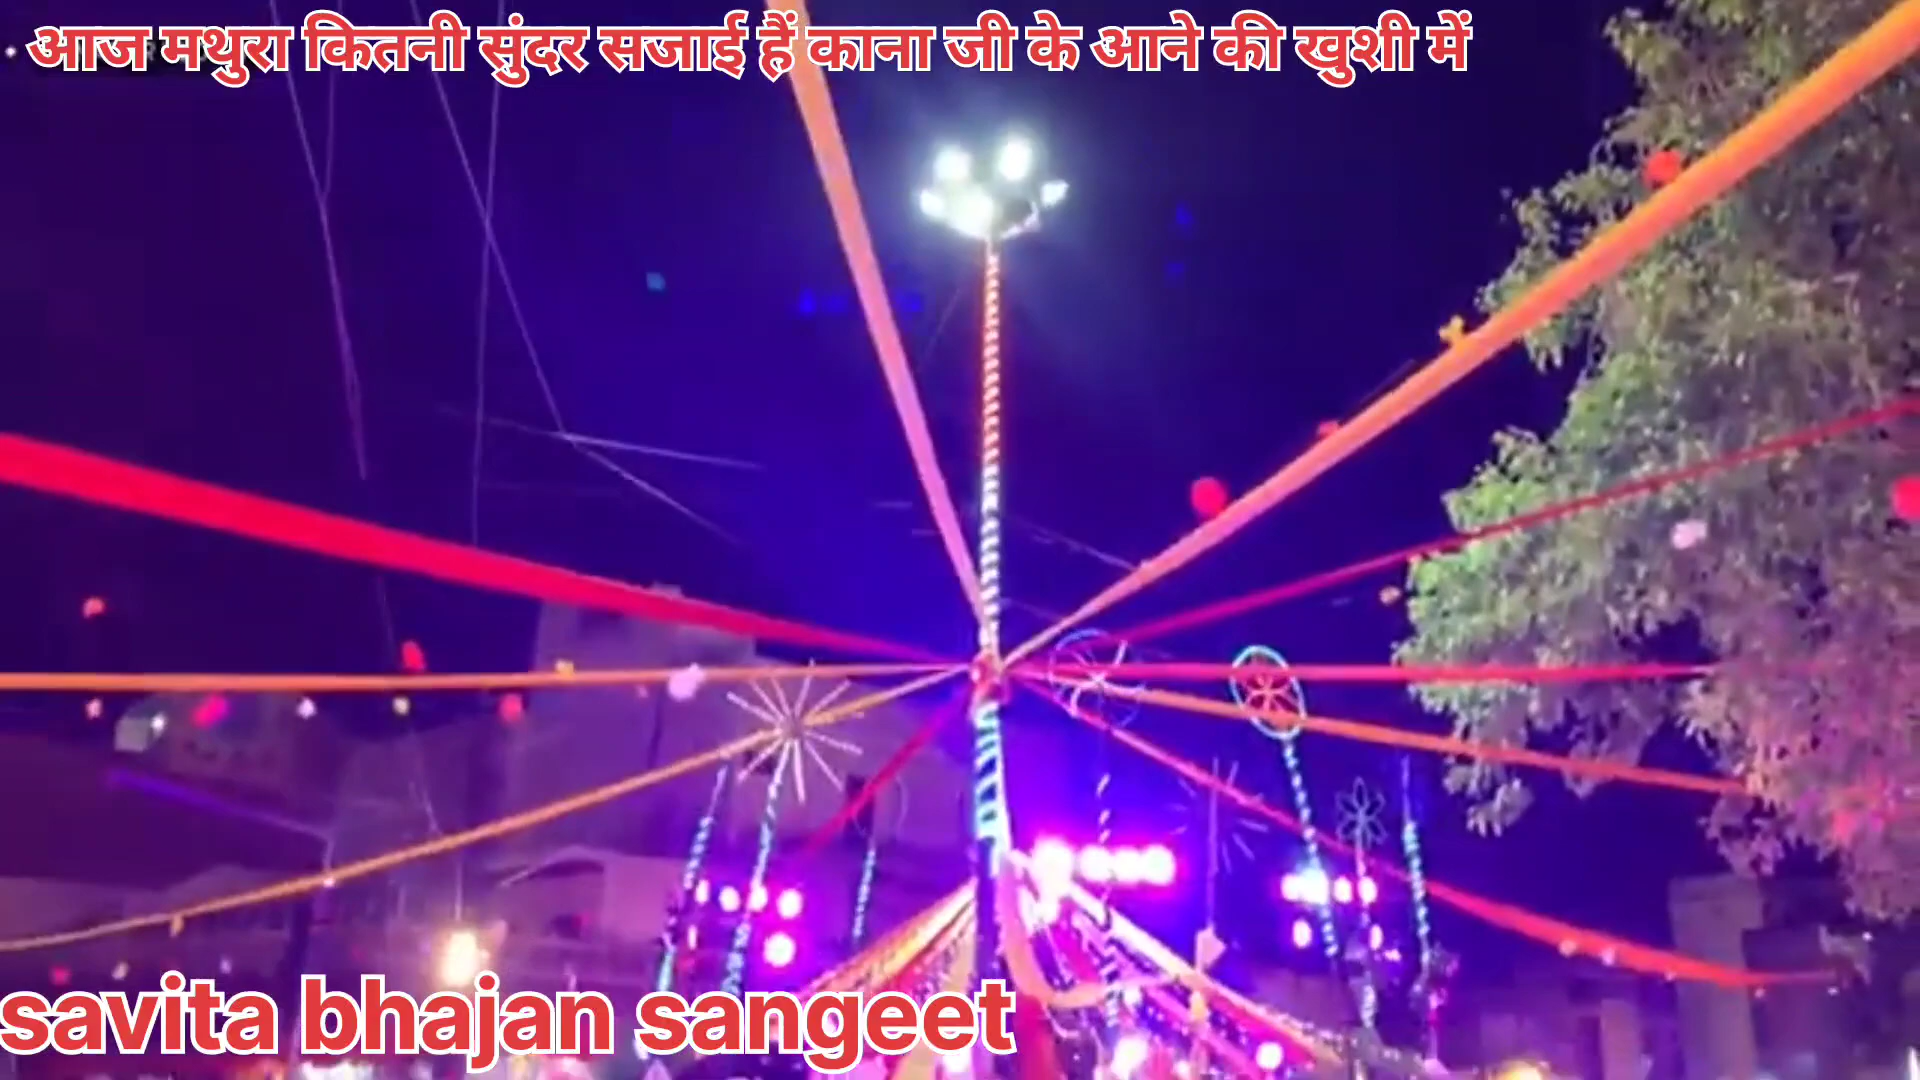 आज मथुरा कितनी सुंदर सजाई हैं काना जी के आने की खुशी में
savita bhajan sangeet